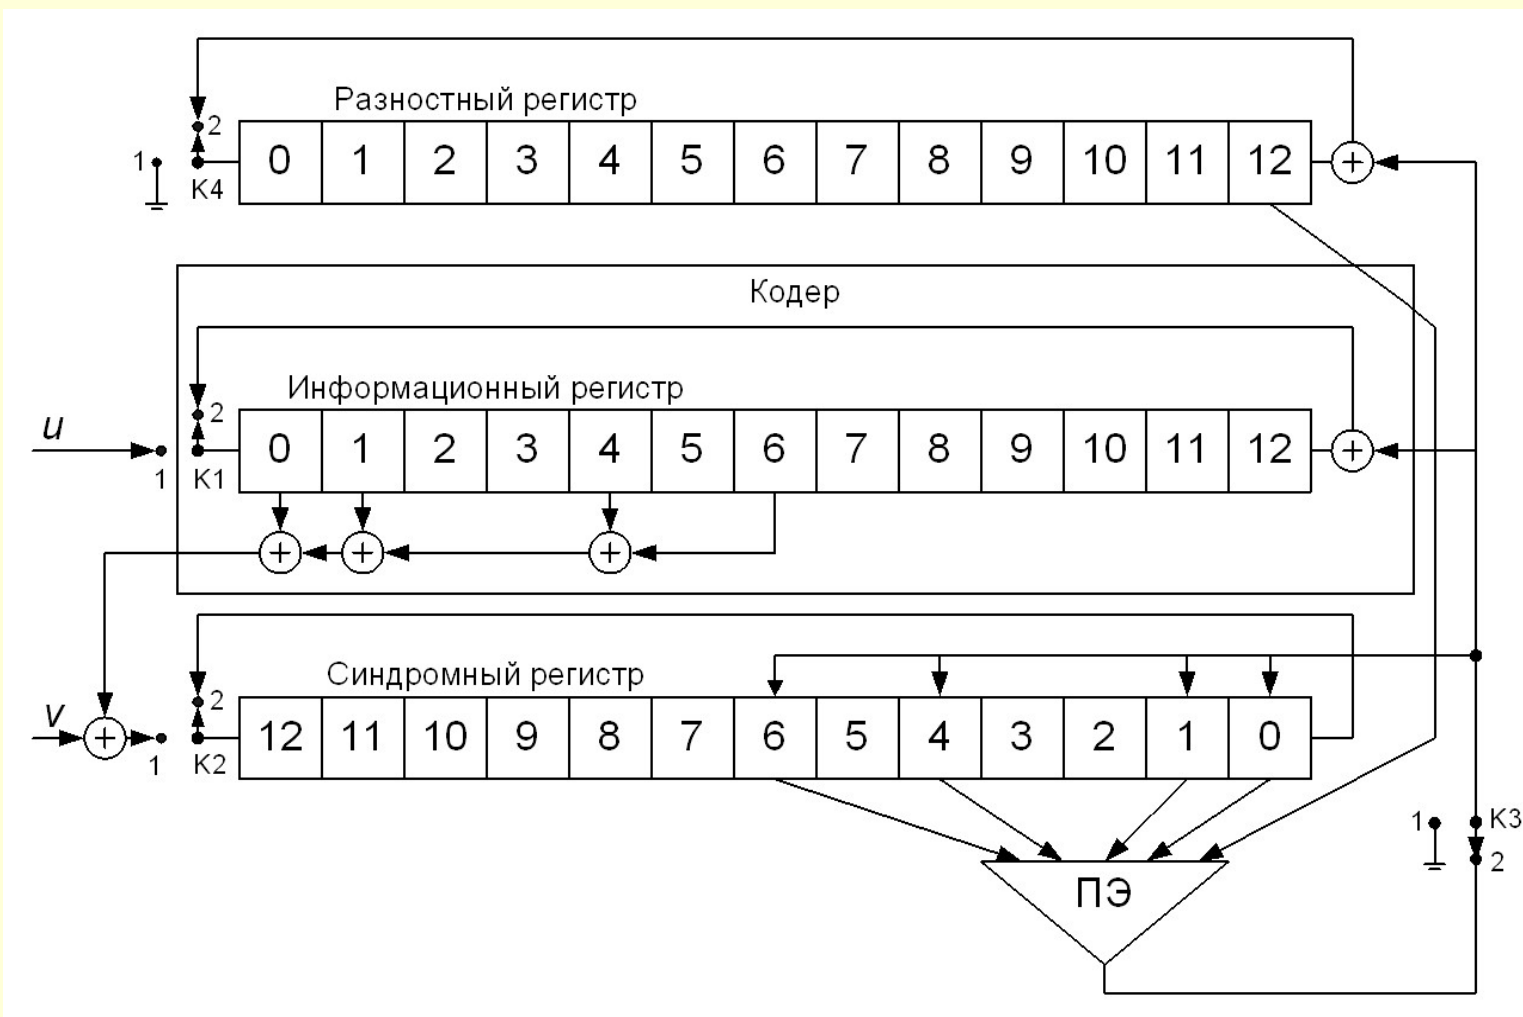 Разностный регистр
2
1
K4
0 1 2 3 4 5 6 7 8 9 10 11 12
+
Кодер
Информационный регистр
u
2
1
K1
0 1 2 3 4 5 6 7 8 9 10 11 12
+
+ + +
Синдромный регистр
v
2
+
1
K2
12 11 10 9 8 7 6 5 4 3 2 1 0
1
K3
2
ПЭ